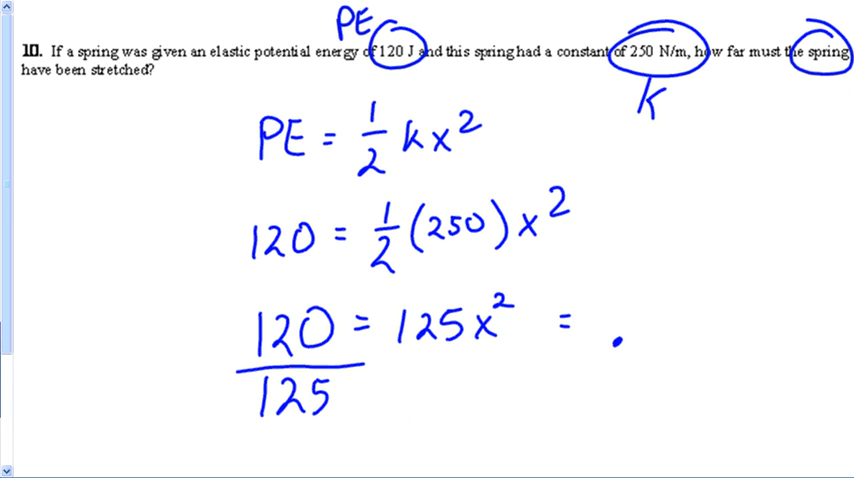 PE
10. If a spring was given an elastic potential energy of 120 J and this spring had a constant of 250 N/m, how far must the spring
have been stretched?
k
PE = 1/2 kx²
120 = 1/2 (250) x²
120 = 125x² = .
125